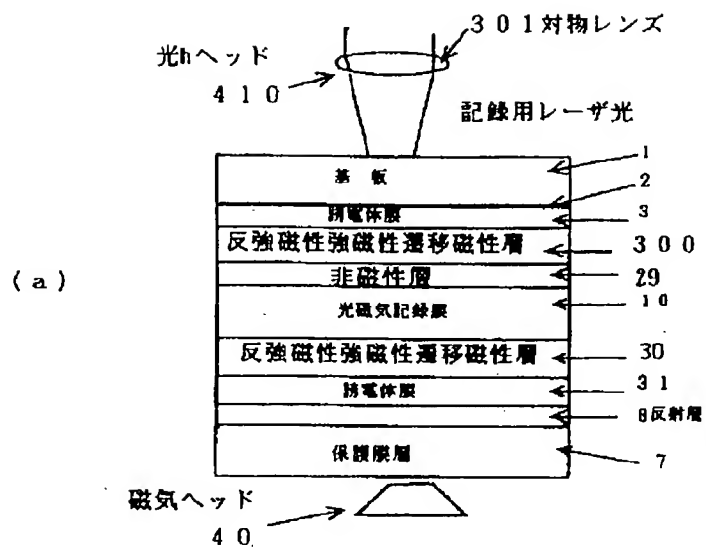 301対物レンズ
光hヘッド
410
記録用レーザ光
1
基板
2
誘電体膜
3
反強磁性強磁性遷移磁性層
300
(a)
非磁性層
29
光磁気記録膜
10
反強磁性強磁性遷移磁性層
30
誘電体膜
31
8反射層
保護膜層
7
磁気ヘッド
40